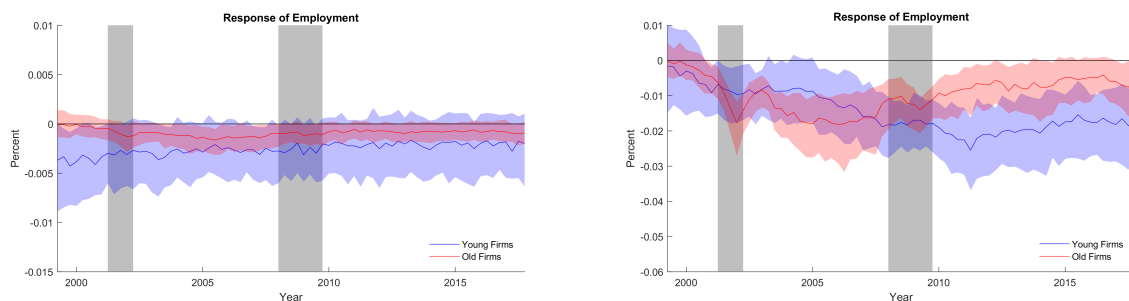 Response of Employment
0.01
0.005
0
-0.005
-0.01
-0.015
Percent
2000
2005
2010
2015
Year
Young Firms
Old Firms
Response of Employment
0.01
0
-0.01
-0.02
-0.03
-0.04
-0.05
-0.06
Percent
2000
2005
2010
2015
Year
Young Firms
Old Firms